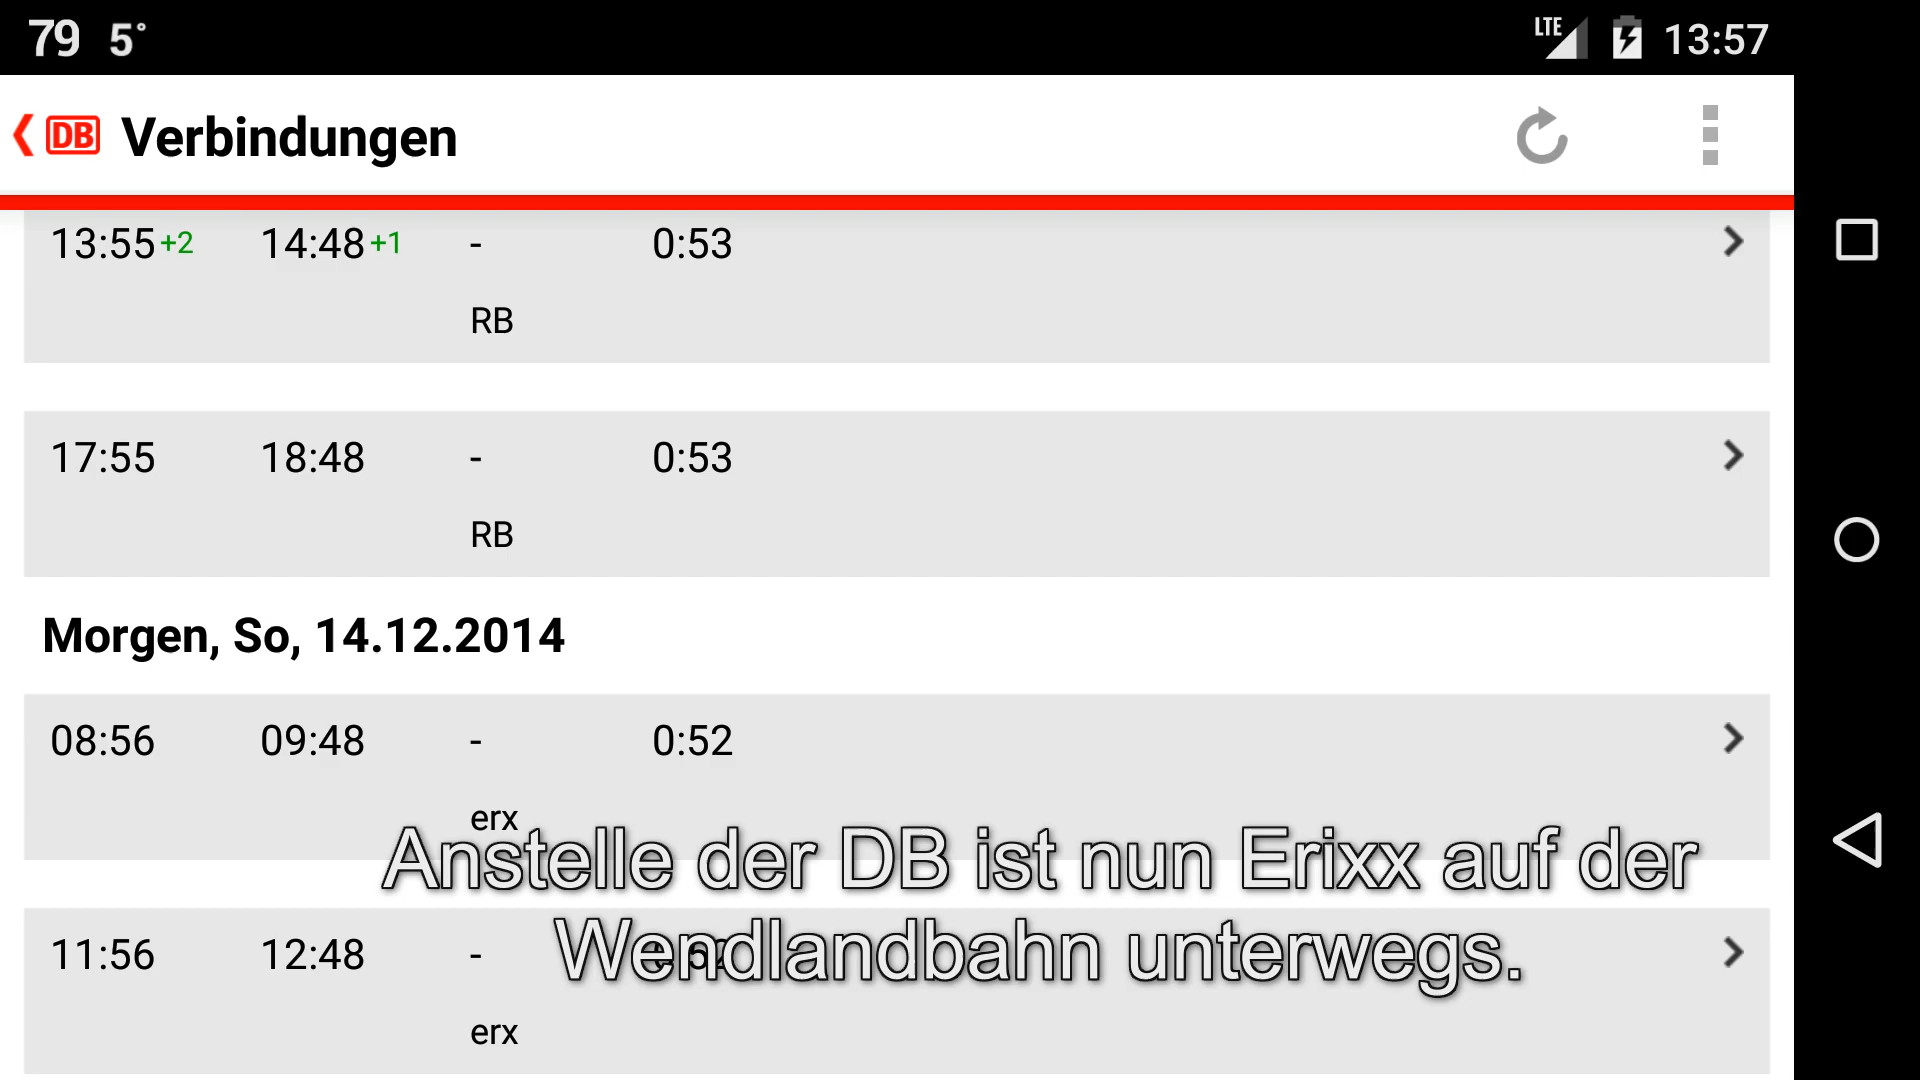 79 5° LTE 13:57
DB Verbindungen
13:55 +2 14:48 +1 - 0:53
RB
17:55 18:48 - 0:53
RB
Morgen, So, 14.12.2014
08:56 09:48 - 0:52
erx
Anstelle der DB ist nun Erixx auf der
Wendlandbahn unterwegs.
11:56 12:48 -
erx